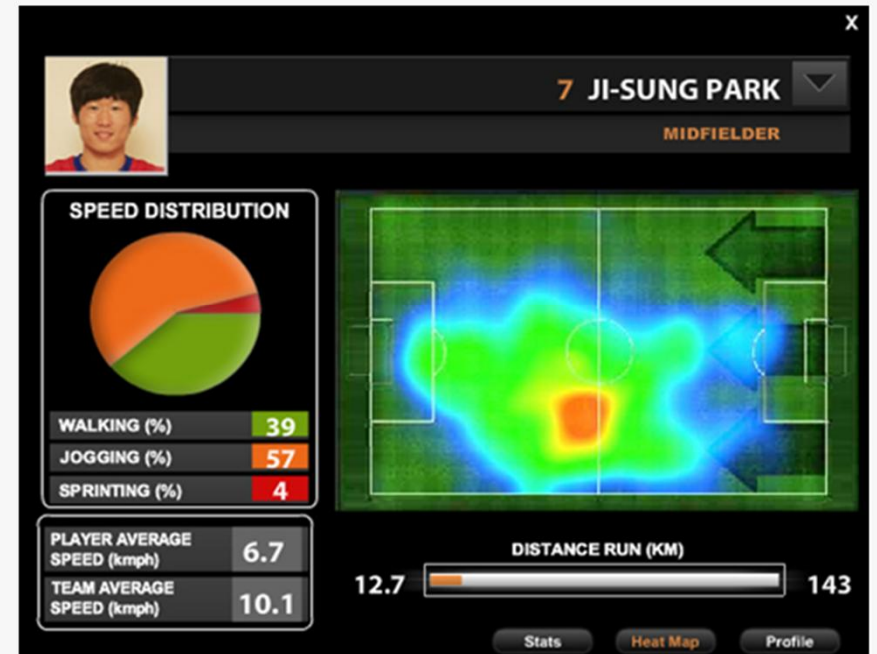 X
7 JI-SUNG PARK
MIDFIELDER
SPEED DISTRIBUTION
WALKING (%) 39
JOGGING (%) 57
SPRINTING (%) 4
PLAYER AVERAGE
SPEED (kmph) 6.7
TEAM AVERAGE
SPEED (kmph) 10.1
DISTANCE RUN (KM)
12.7 143
Stats Heat Map Profile